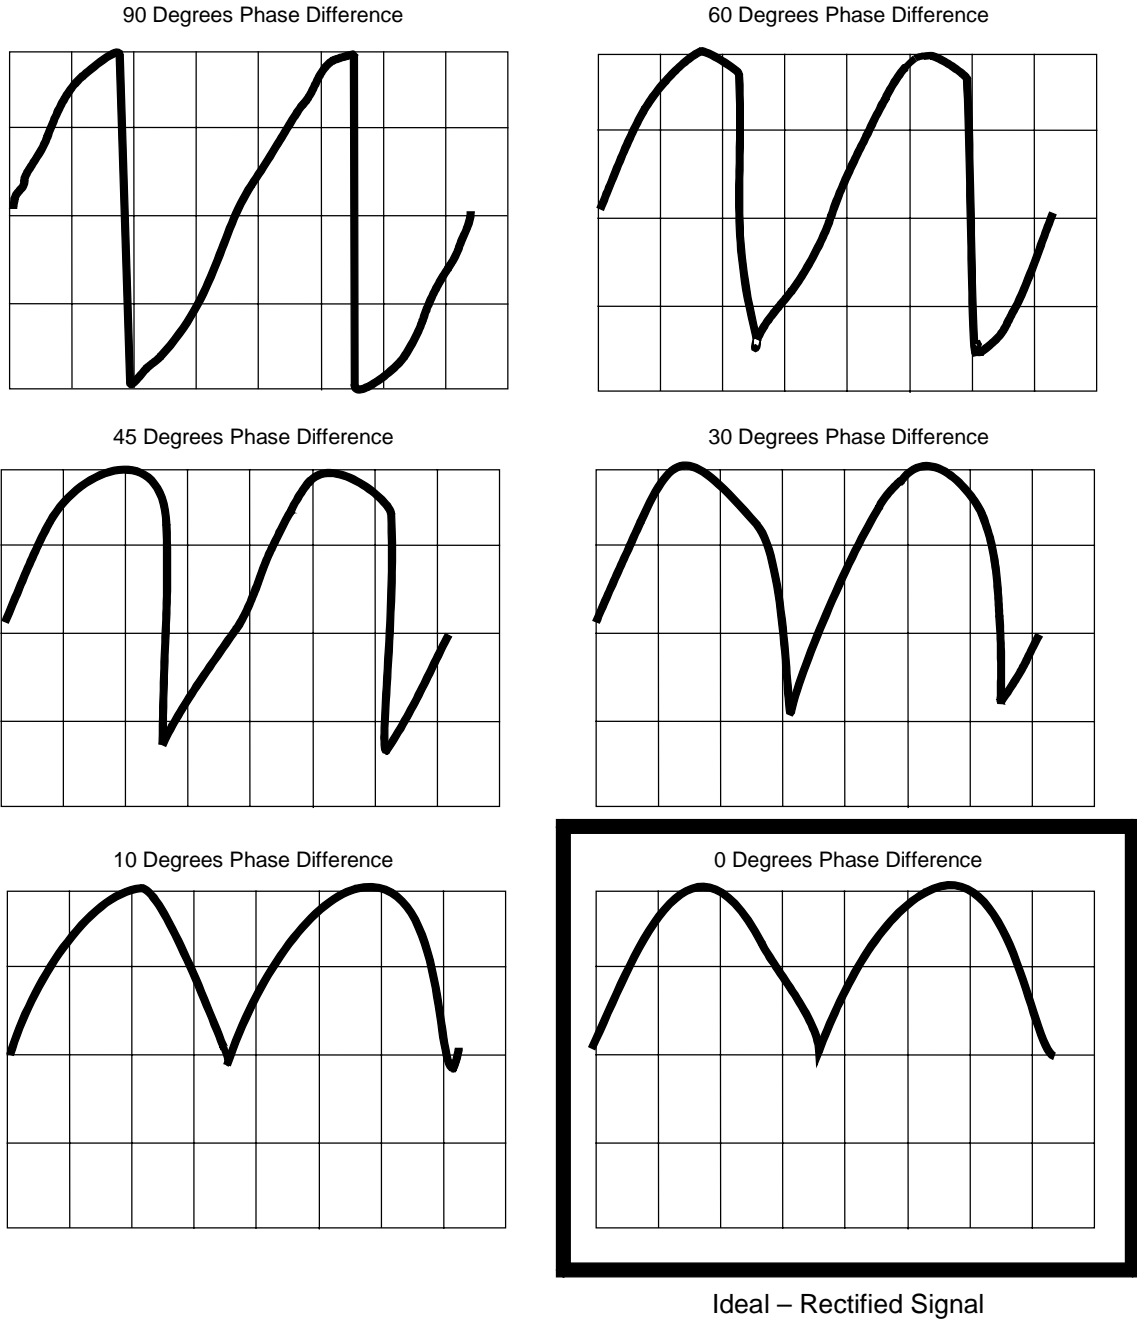 90 Degrees Phase Difference
60 Degrees Phase Difference
45 Degrees Phase Difference
30 Degrees Phase Difference
10 Degrees Phase Difference
0 Degrees Phase Difference
Ideal – Rectified Signal